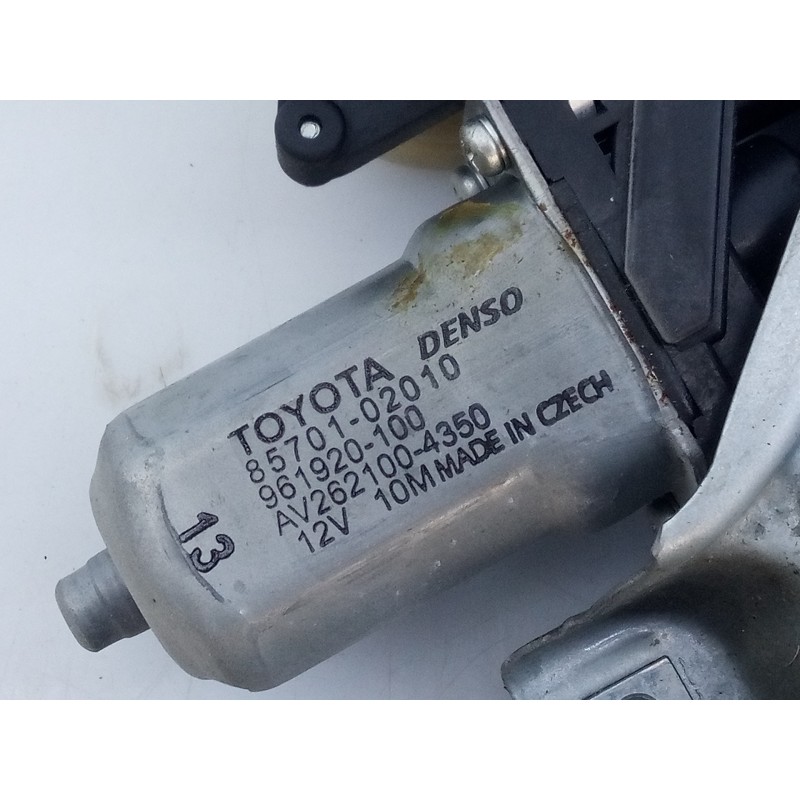 TOYOTA DENSO
85701-02010
961920-100
AV262100-4350
12V 10M MADE IN CZECH
13